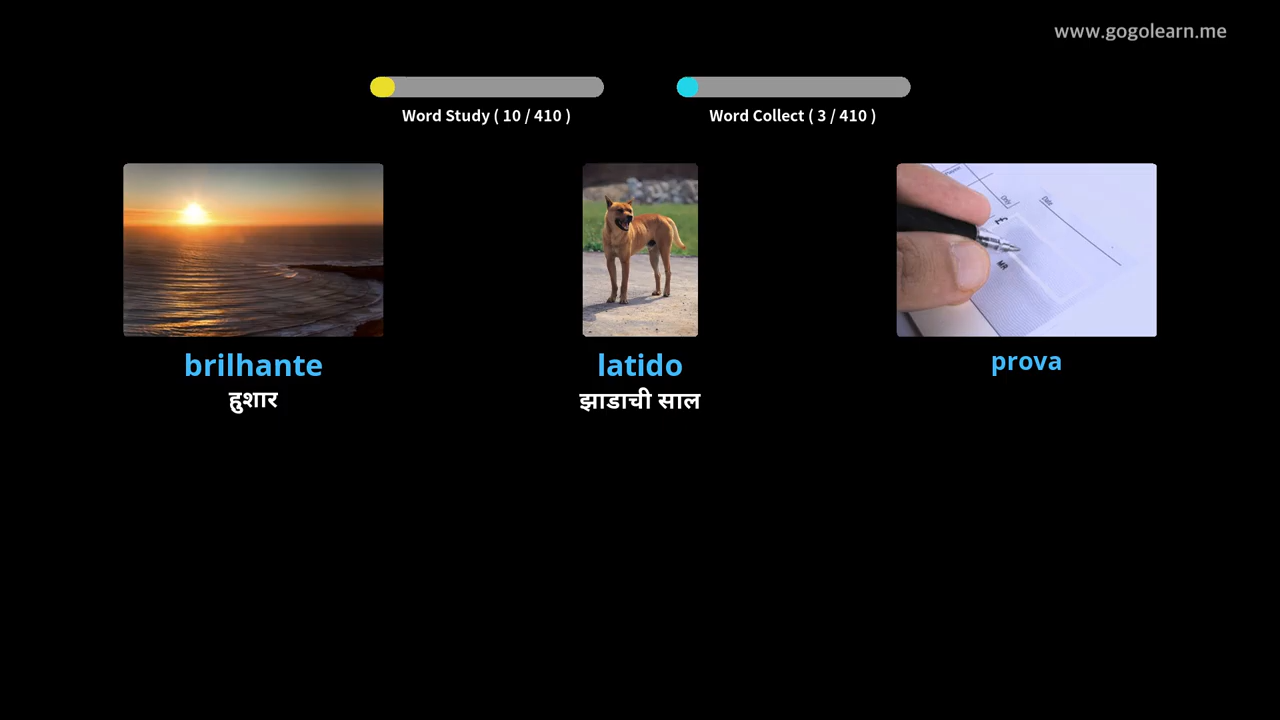 www.gogolearn.me
Word Study ( 10 / 410 )
Word Collect ( 3 / 410 )
brilhante
हुशार
latido
झाडाची साल
prova